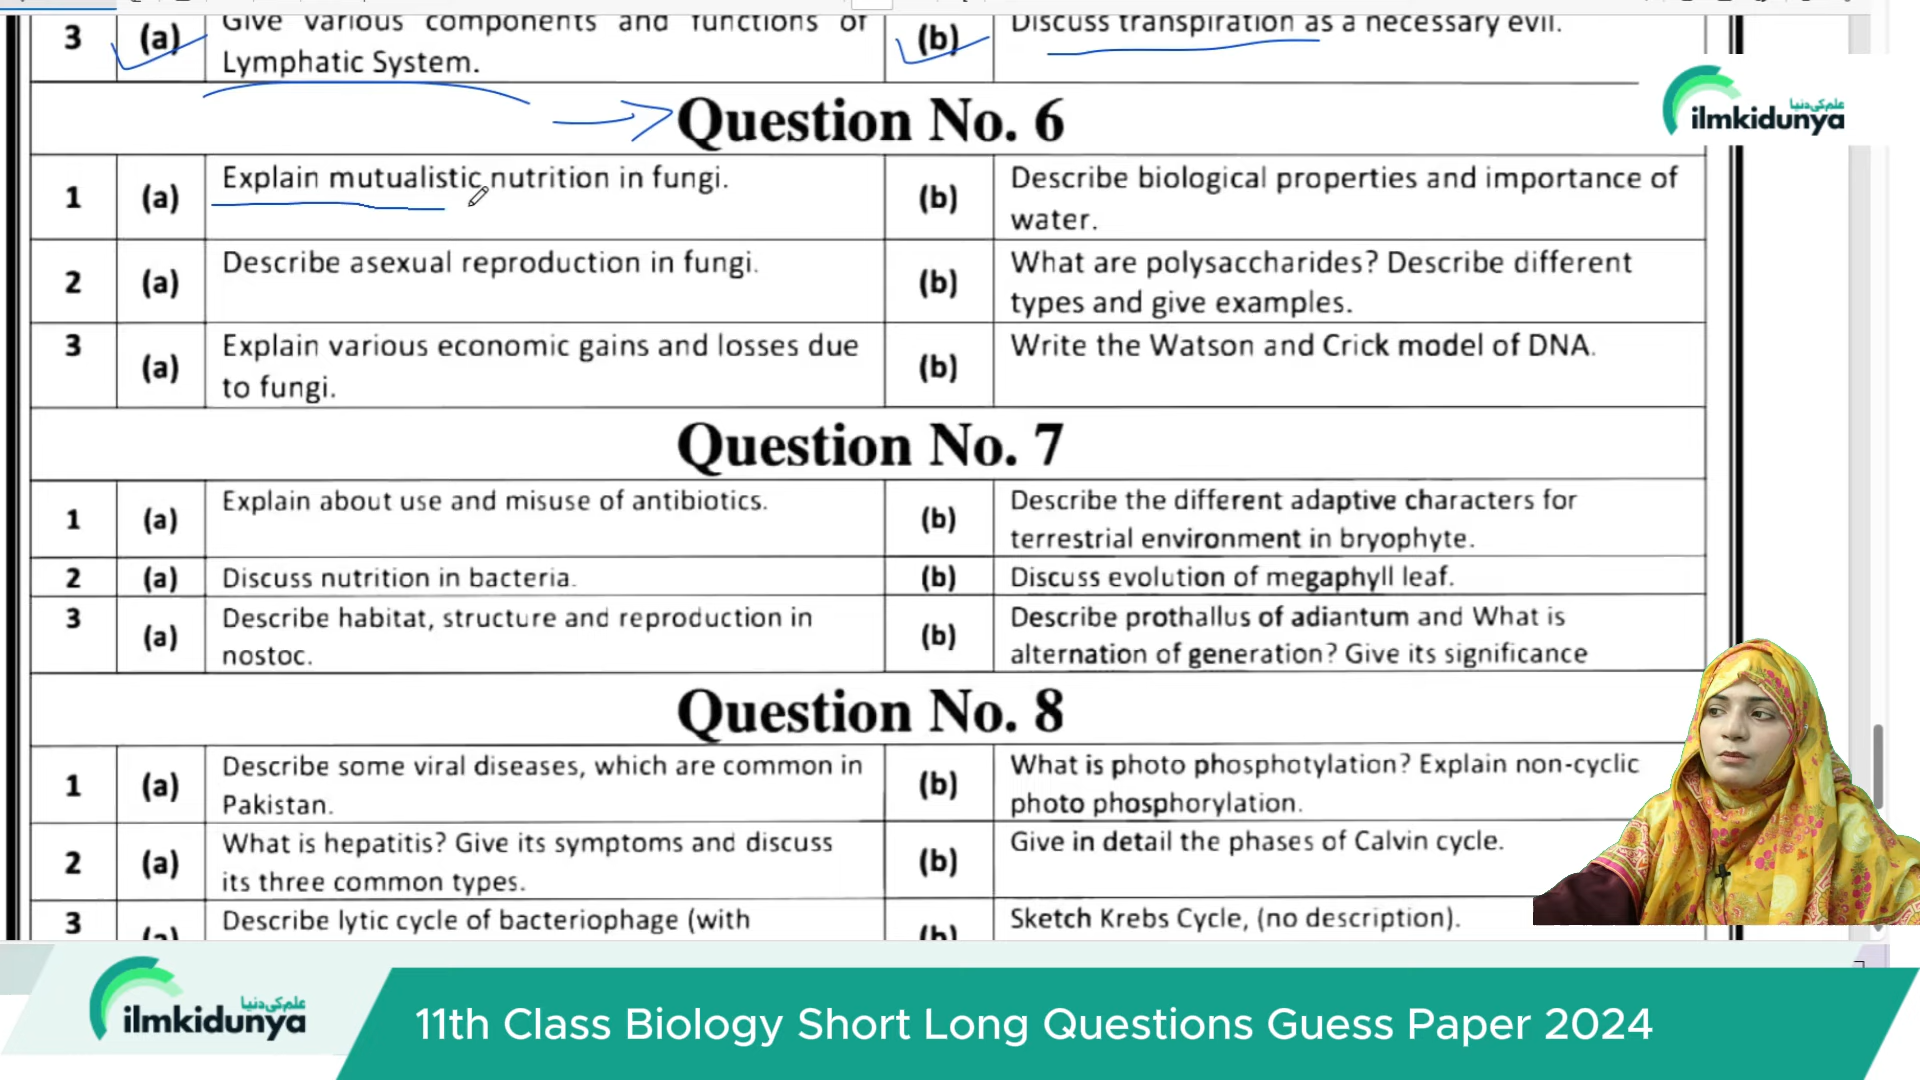 3 (a) Give various components and functions of
Lymphatic System.
(b) Discuss transpiration as a necessary evil.
علم کی دنیا
ilmkidunya
Question No. 6
1 (a) Explain mutualistic nutrition in fungi.
(b) Describe biological properties and importance of
water.
2 (a) Describe asexual reproduction in fungi.
(b) What are polysaccharides? Describe different
types and give examples.
3 (a) Explain various economic gains and losses due
to fungi.
(b) Write the Watson and Crick model of DNA.
Question No. 7
1 (a) Explain about use and misuse of antibiotics.
(b) Describe the different adaptive characters for
terrestrial environment in bryophyte.
2 (a) Discuss nutrition in bacteria.
(b) Discuss evolution of megaphyll leaf.
3 (a) Describe habitat, structure and reproduction in
nostoc.
(b) Describe prothallus of adiantum and What is
alternation of generation? Give its significance
Question No. 8
1 (a) Describe some viral diseases, which are common in
Pakistan.
(b) What is photo phosphotylation? Explain non-cyclic
photo phosphorylation.
2 (a) What is hepatitis? Give its symptoms and discuss
its three common types.
(b) Give in detail the phases of Calvin cycle.
3 (a) Describe lytic cycle of bacteriophage (with
(b) Sketch Krebs Cycle, (no description).
علم کی دنیا
ilmkidunya
11th Class Biology Short Long Questions Guess Paper 2024